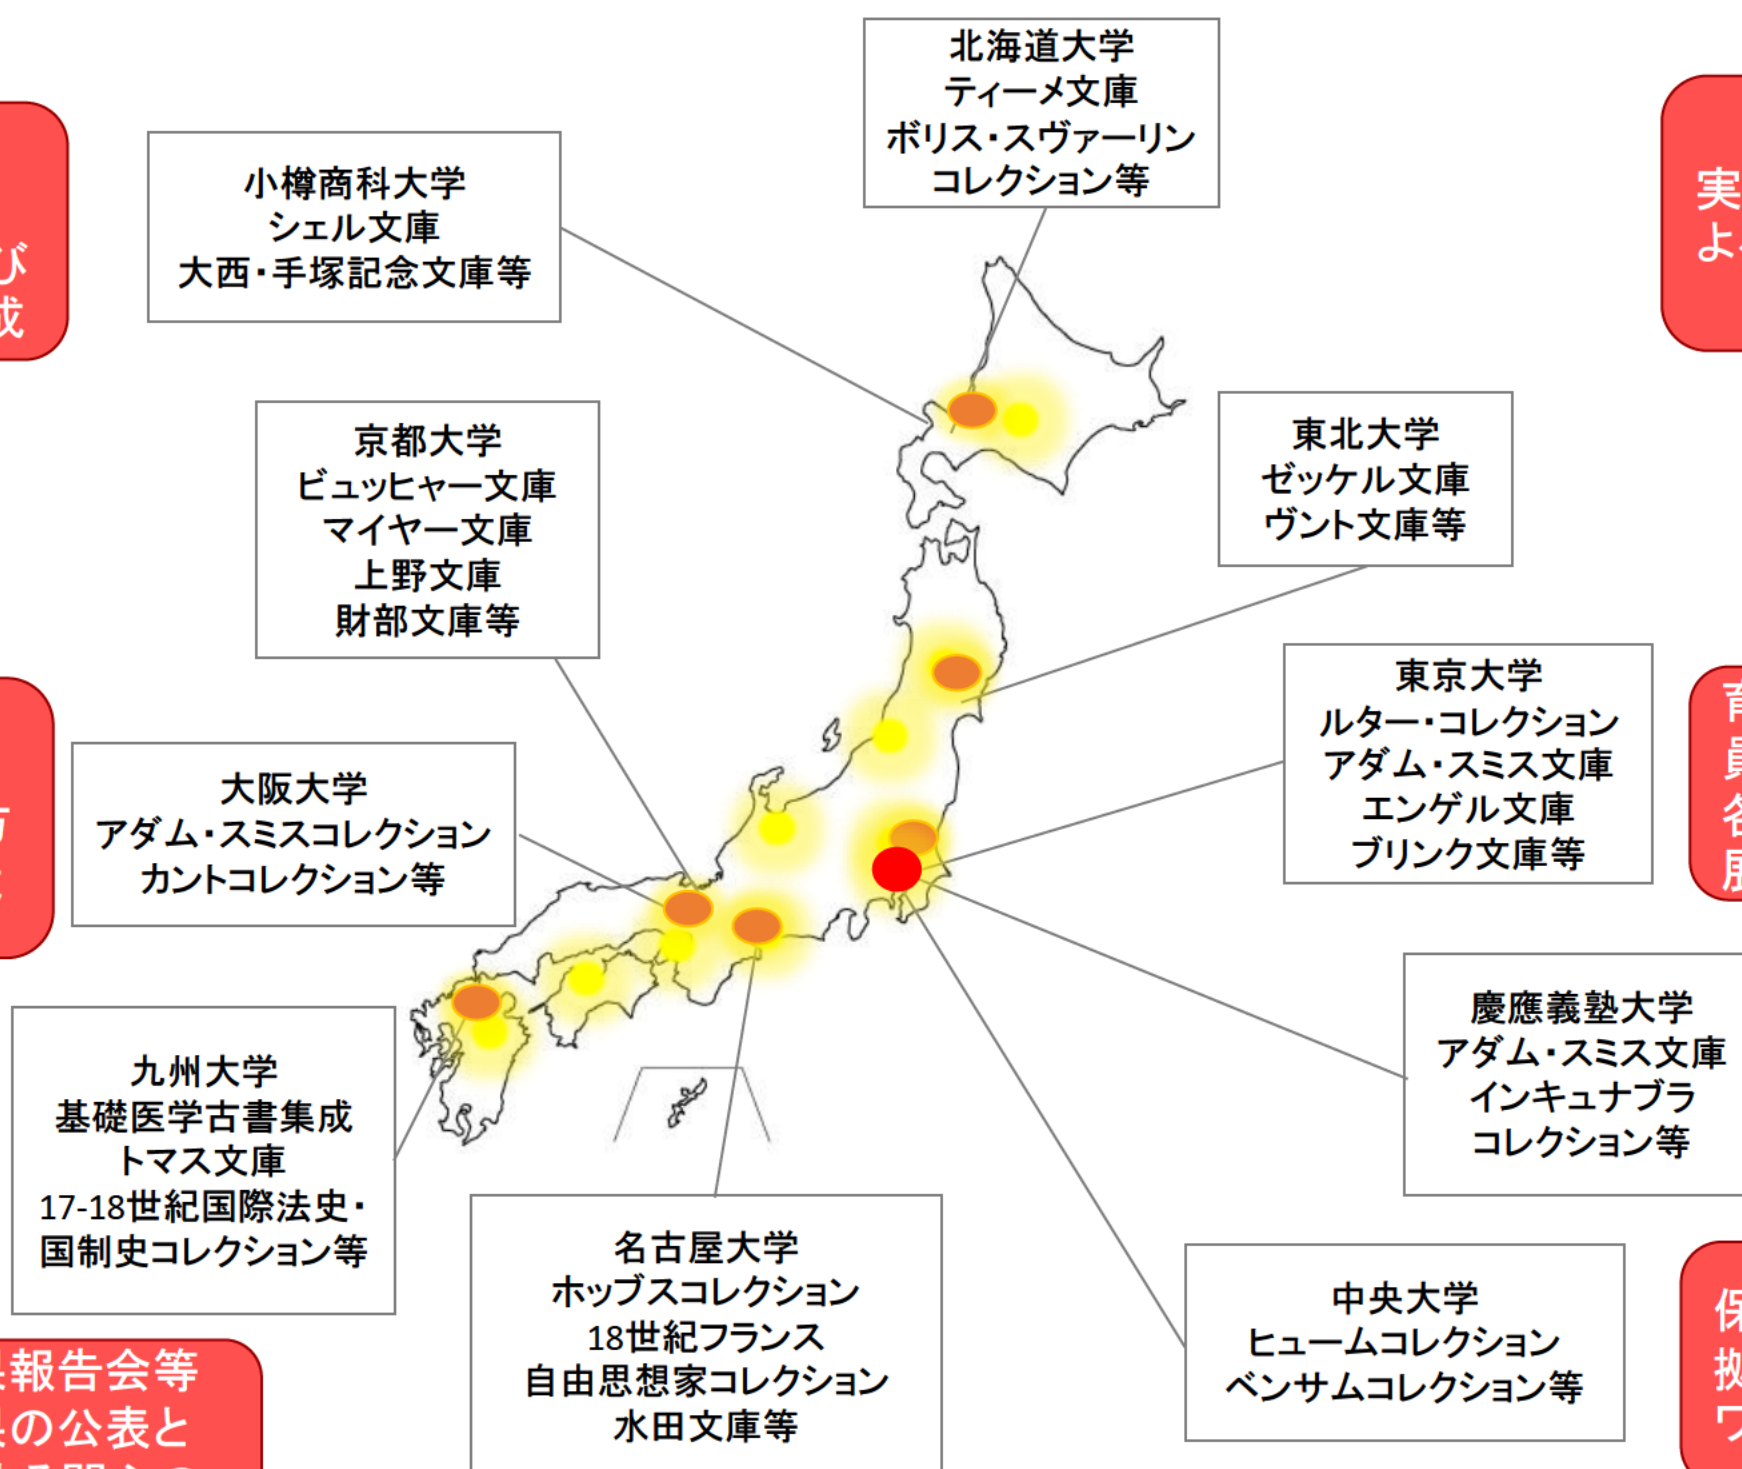 北海道大学
ティーメ文庫
ボリス・スヴァーリン
コレクション等
小樽商科大学
シェル文庫
大西・手塚記念文庫等
び
成
実
よ
京都大学
ビュッヒャー文庫
マイヤー文庫
上野文庫
財部文庫等
東北大学
ゼッケル文庫
ヴント文庫等
東京大学
ルター・コレクション
アダム・スミス文庫
エンゲル文庫
ブリンク文庫等
大阪大学
アダム・スミスコレクション
カントコレクション等
員
名
慶應義塾大学
アダム・スミス文庫
インキュナブラ
コレクション等
九州大学
基礎医学古書集成
トマス文庫
17-18世紀国際法史・
国制史コレクション等
名古屋大学
ホッブスコレクション
18世紀フランス
自由思想家コレクション
水田文庫等
中央大学
ヒュームコレクション
ベンサムコレクション等
保
拠
ワ
報告会等
の公表と